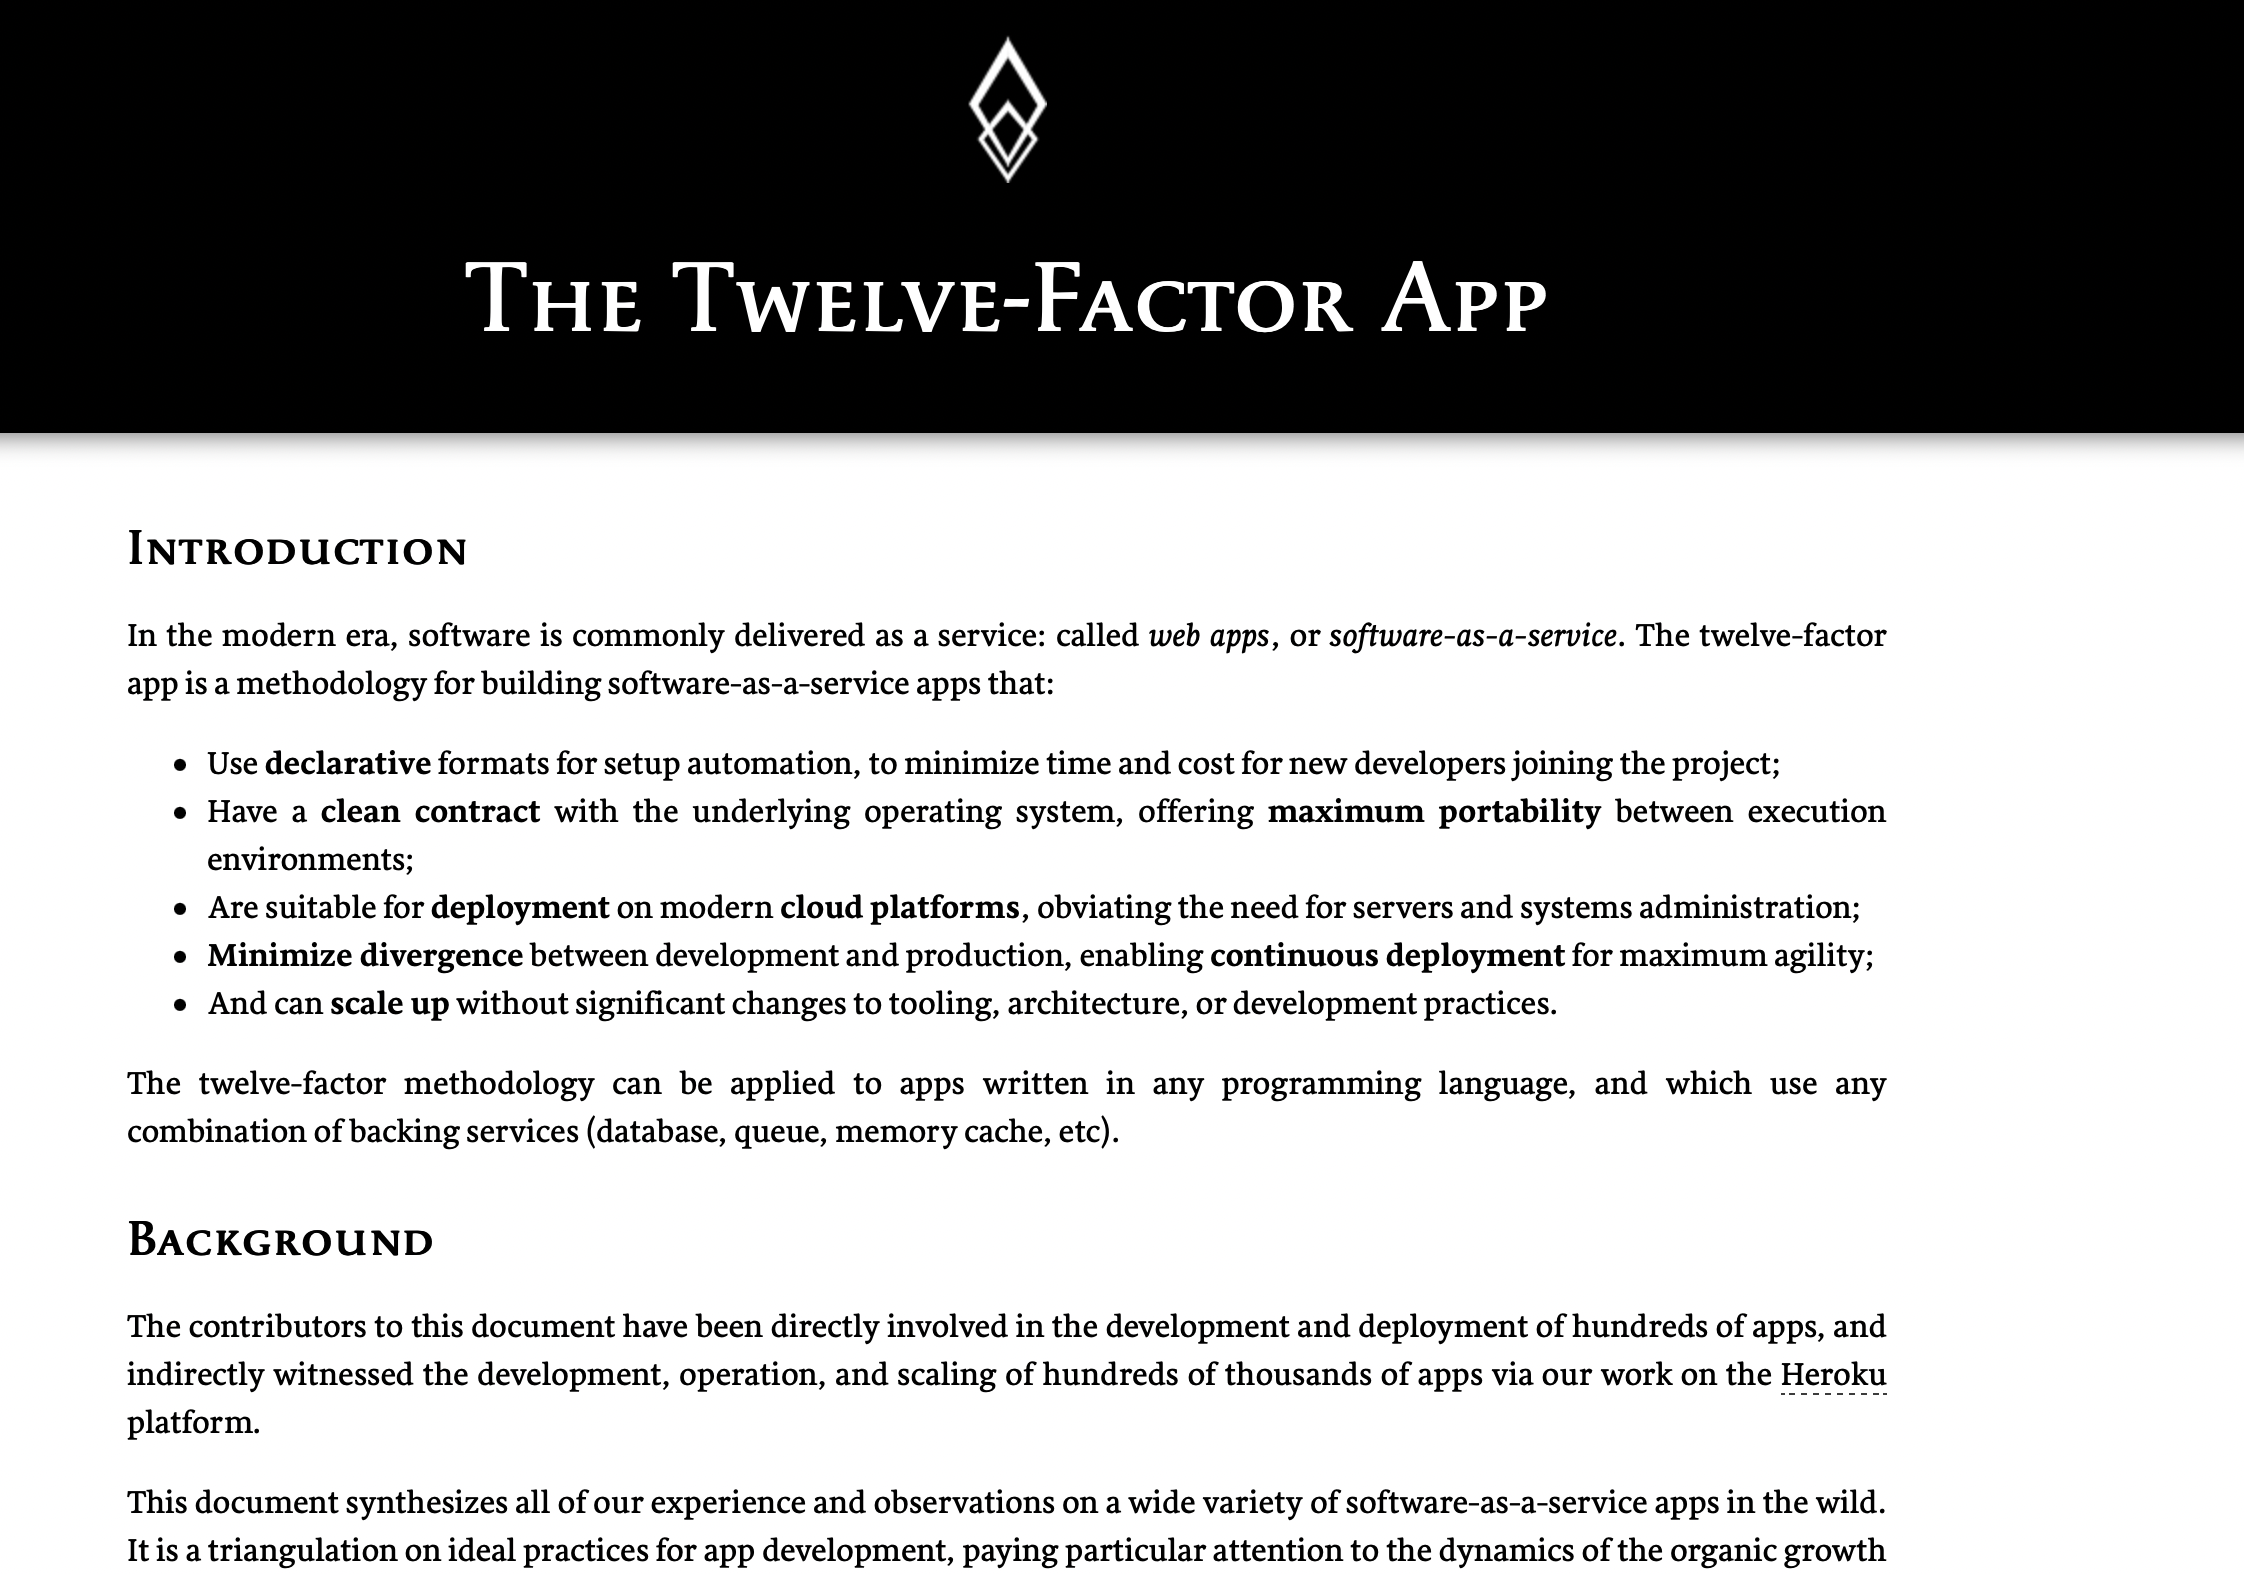 The Twelve-Factor App
Introduction
In the modern era, software is commonly delivered as a service: called web apps, or software-as-a-service. The twelve-factor
app is a methodology for building software-as-a-service apps that:
• Use declarative formats for setup automation, to minimize time and cost for new developers joining the project;
• Have a clean contract with the underlying operating system, offering maximum portability between execution
environments;
• Are suitable for deployment on modern cloud platforms, obviating the need for servers and systems administration;
• Minimize divergence between development and production, enabling continuous deployment for maximum agility;
• And can scale up without significant changes to tooling, architecture, or development practices.
The twelve-factor methodology can be applied to apps written in any programming language, and which use any
combination of backing services (database, queue, memory cache, etc).
Background
The contributors to this document have been directly involved in the development and deployment of hundreds of apps, and
indirectly witnessed the development, operation, and scaling of hundreds of thousands of apps via our work on the Heroku
platform.
This document synthesizes all of our experience and observations on a wide variety of software-as-a-service apps in the wild.
It is a triangulation on ideal practices for app development, paying particular attention to the dynamics of the organic growth